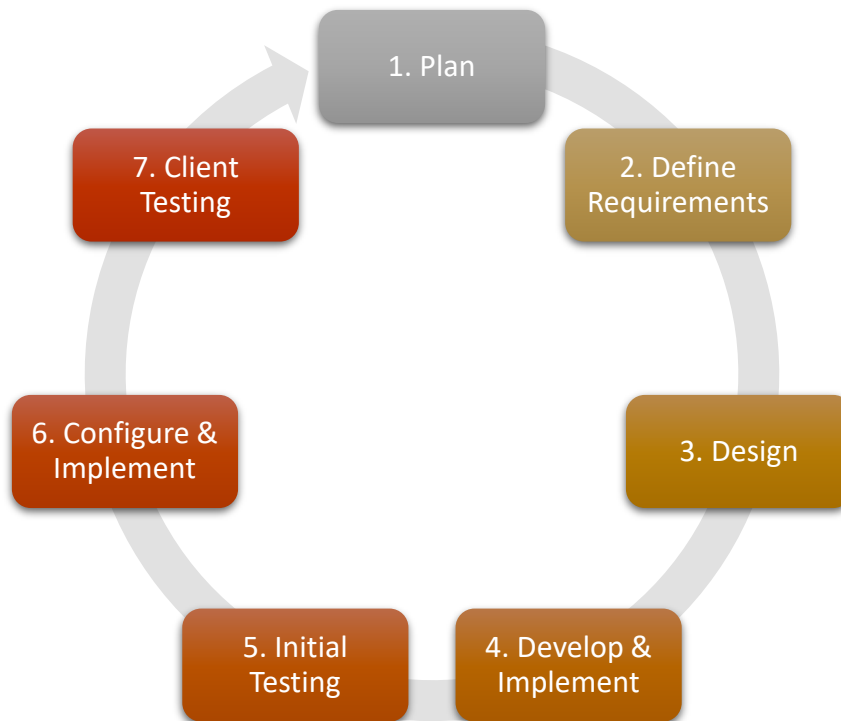 1. Plan
2. Define
Requirements
3. Design
4. Develop &
Implement
5. Initial
Testing
6. Configure &
Implement
7. Client
Testing